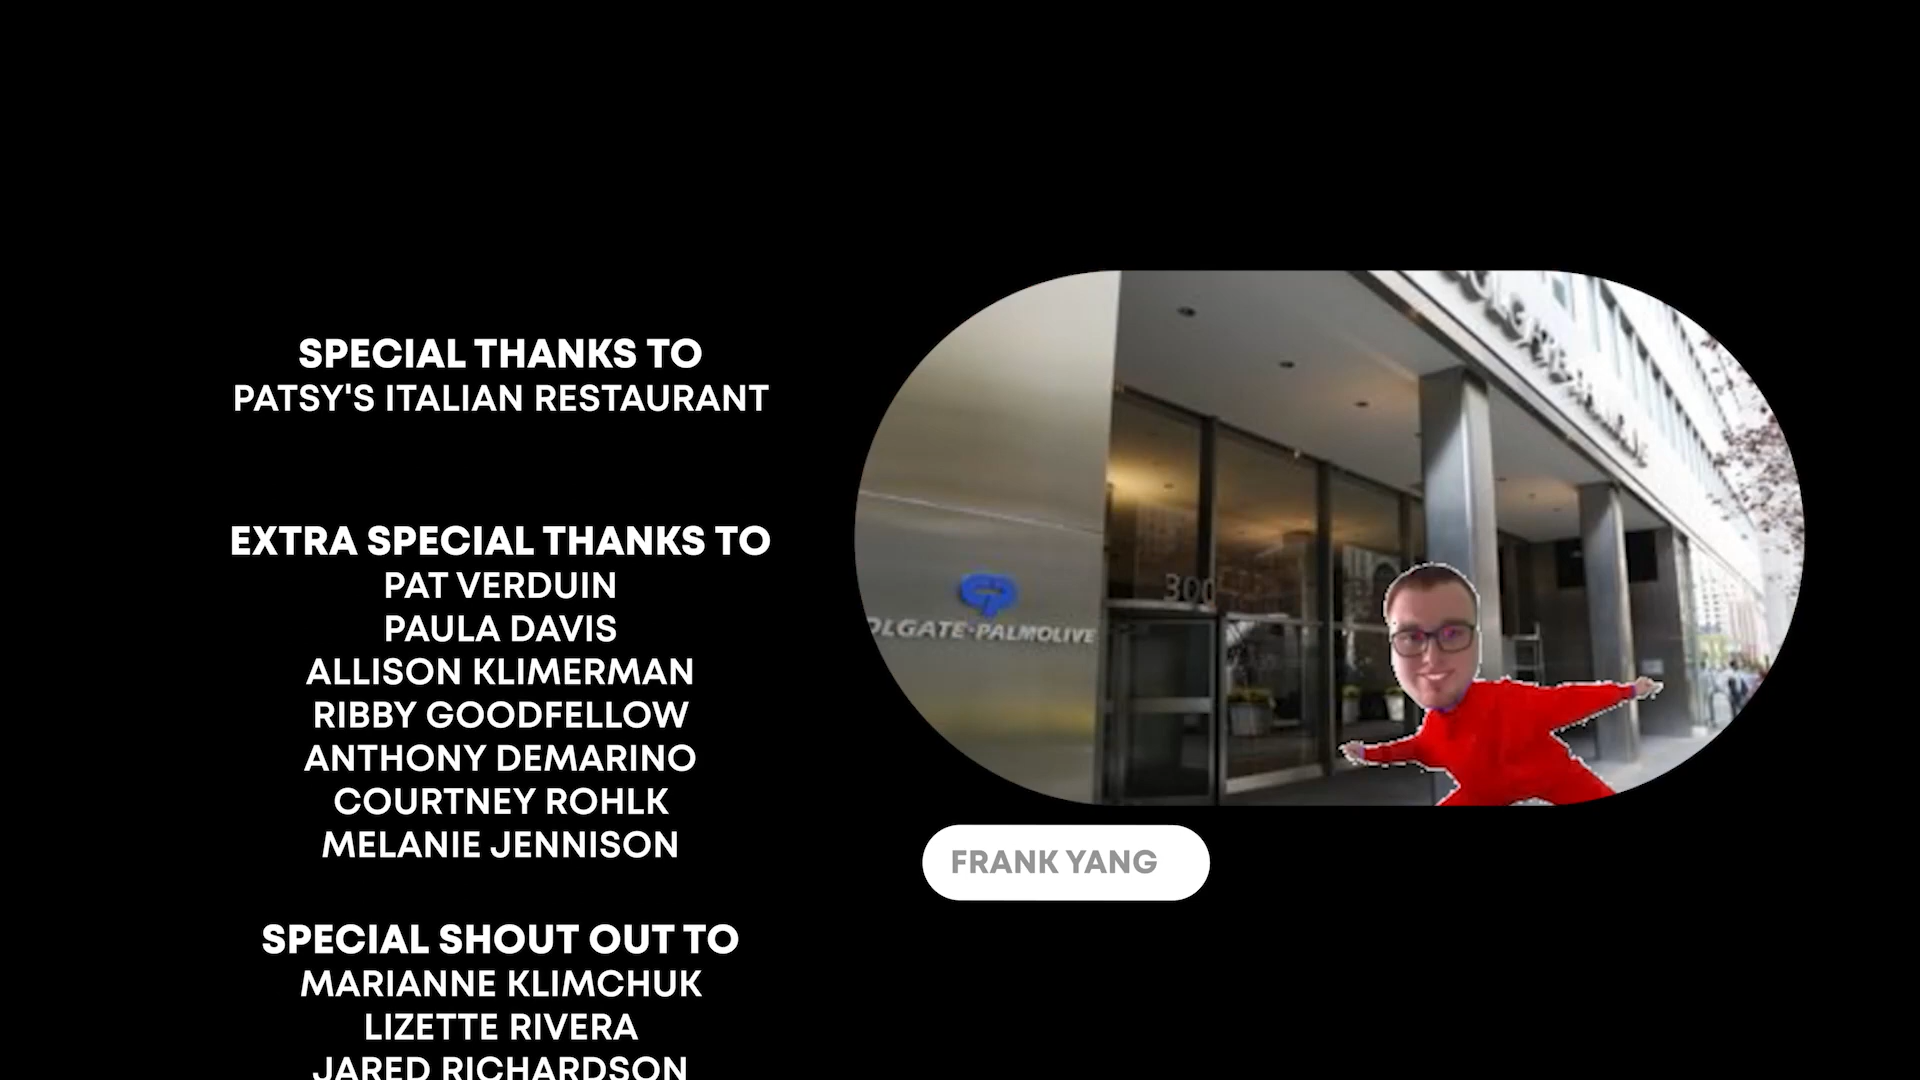 SPECIAL THANKS TO
PATSY'S ITALIAN RESTAURANT
EXTRA SPECIAL THANKS TO
PAT VERDUIN
PAULA DAVIS
ALLISON KLIMERMAN
RIBBY GOODFELLOW
ANTHONY DEMARINO
COURTNEY ROHLK
MELANIE JENNISON
SPECIAL SHOUT OUT TO
MARIANNE KLIMCHUK
LIZETTE RIVERA
JARED RICHARDSON
300
OLGATE-PALMOLIVE
FRANK YANG